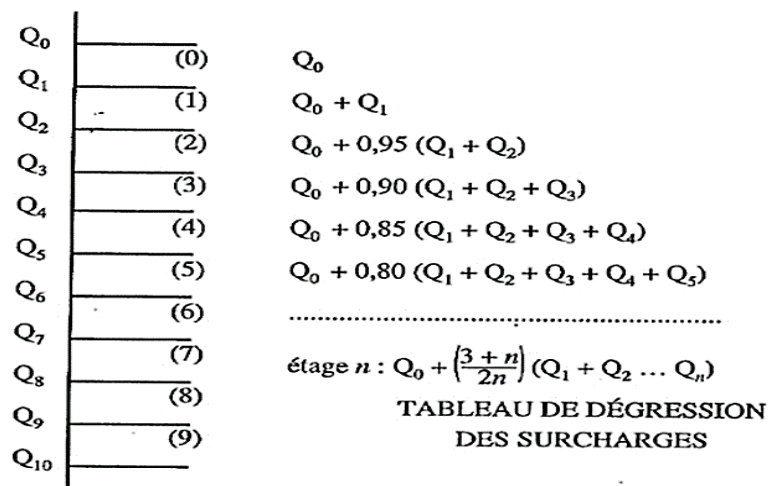 Q₀
(0) Q₀
Q₁
(1) Q₀ + Q₁
Q₂
(2) Q₀ + 0,95 (Q₁ + Q₂)
Q₃
(3) Q₀ + 0,90 (Q₁ + Q₂ + Q₃)
Q₄
(4) Q₀ + 0,85 (Q₁ + Q₂ + Q₃ + Q₄)
Q₅
(5) Q₀ + 0,80 (Q₁ + Q₂ + Q₃ + Q₄ + Q₅)
Q₆
(6) ................................................
Q₇
(7) étage n : Q₀ + (3 + n / 2n) (Q₁ + Q₂ ... Qₙ)
Q₈
(8) TABLEAU DE DÉGRESSION
Q₉
(9) DES SURCHARGES
Q₁₀